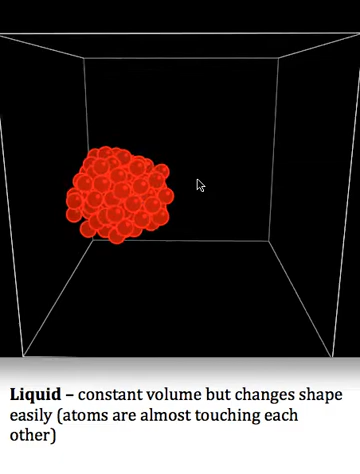 Liquid – constant volume but changes shape
easily (atoms are almost touching each
other)